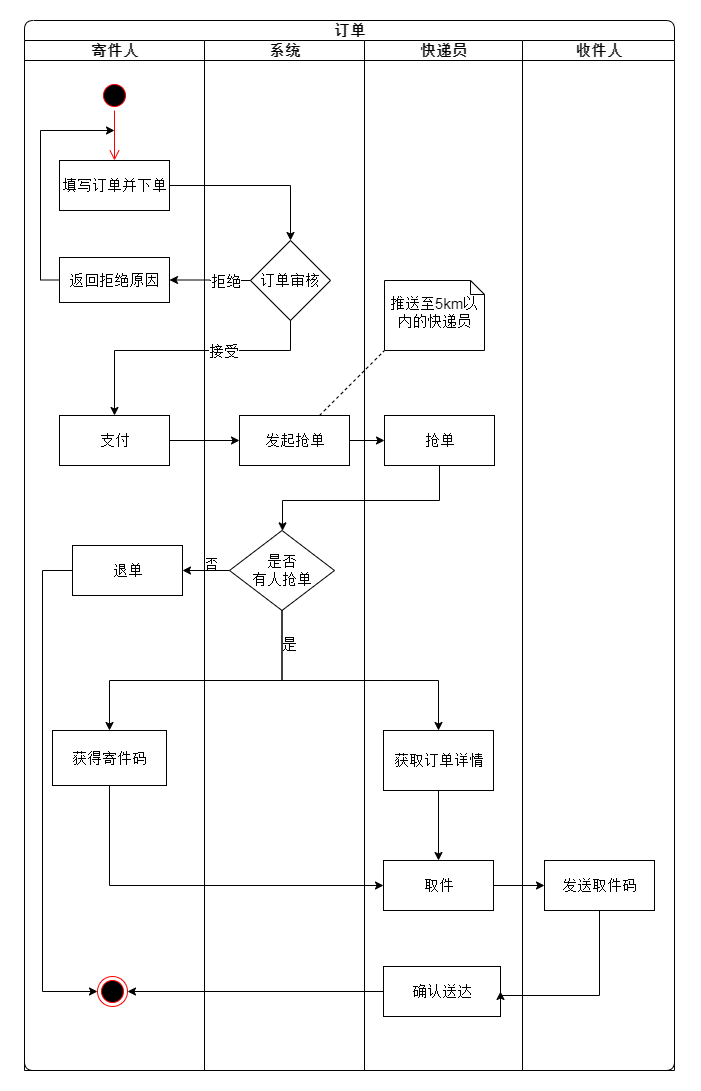 订单
寄件人
系统
快递员
收件人
填写订单并下单
返回拒绝原因
拒绝
订单审核
推送至5km以
内的快递员
接受
支付
发起抢单
抢单
退单
否
是否
有人抢单
是
获得寄件码
获取订单详情
取件
发送取件码
确认送达